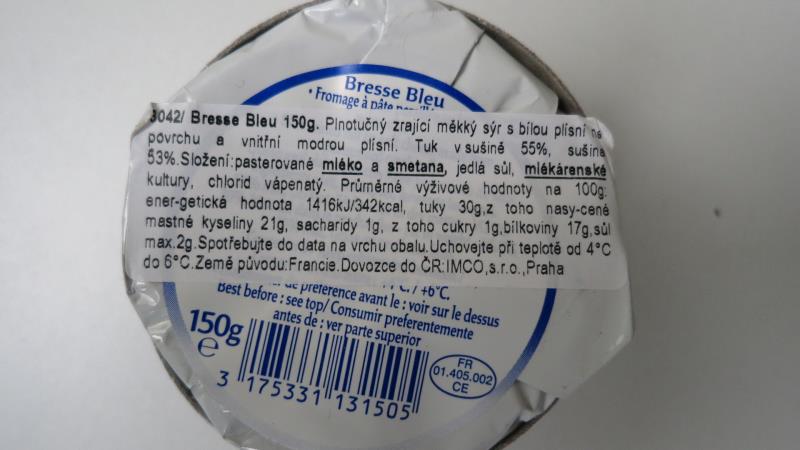 Bresse Bleu
• Fromage à pâte
3042/ Bresse Bleu 150g. Plnotučný zrající měkký sýr s bílou plísní na
povrchu a vnitřní modrou plísní. Tuk v sušině 55%, sušina
53%.Složení:pasterované mléko a smetana, jedlá sůl, mlékárenské
kultury, chlorid vápenatý. Průměrné výživové hodnoty na 100g:
ener-getická hodnota 1416kJ/342kcal, tuky 30g,z toho nasy-cené
mastné kyseliny 21g, sacharidy 1g, z toho cukry 1g,bílkoviny 17g,sůl
max.2g.Spotřebujte do data na vrchu obalu.Uchovejte při teplotě od 4°C
do 6°C.Země původu:Francie.Dovozce do ČR:IMCO,s.r.o.,Praha
/ +6°C.
de préférence avant le : voir sur le dessus
Best before : see top/ Consumir preferentemente
antes de : ver parte superior
150g
e
3 175331 131505
FR
01.405.002
CE